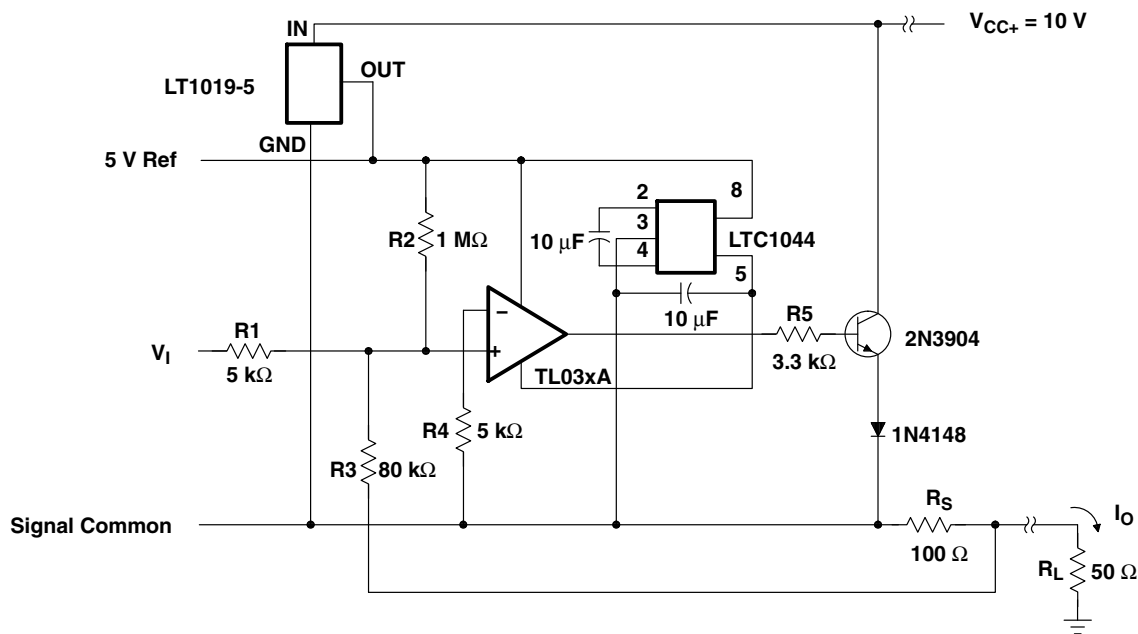 IN
V_CC+ = 10 V
OUT
LT1019-5
GND
5 V Ref
2
8
3
R2
1 MΩ
10 μF
LTC1044
4
5
10 μF
R1
−
R5
2N3904
V_I
+
5 kΩ
TL03xA
3.3 kΩ
R4
5 kΩ
1N4148
R3
80 kΩ
R_S
I_O
Signal Common
100 Ω
R_L
50 Ω